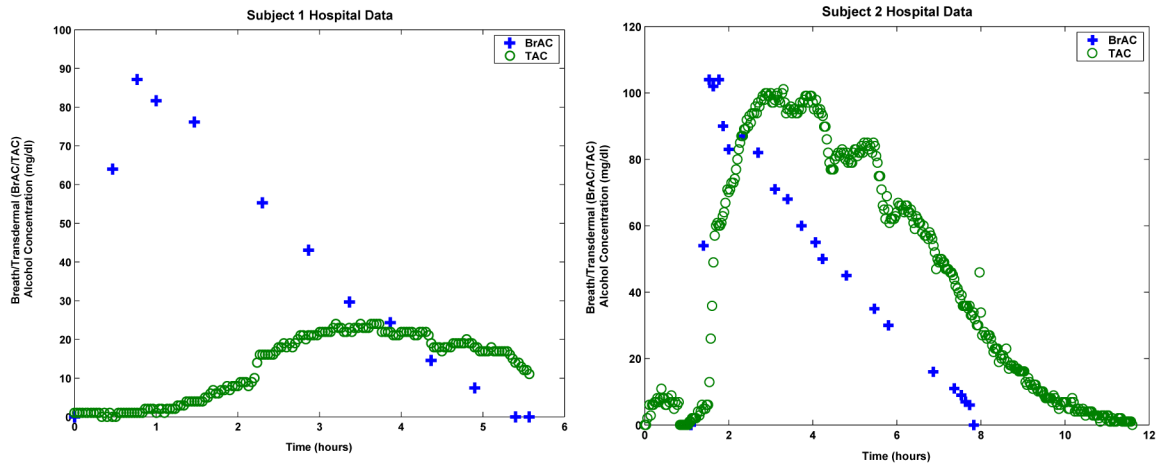 Subject 1 Hospital Data
100
90
80
70
60
50
40
30
20
10
0
0
1
2
3
4
5
6
Time (hours)
Breath/Transdermal (BrAC/TAC)
Alcohol Concentration (mg/dl)
BrAC
TAC
Subject 2 Hospital Data
120
100
80
60
40
20
0
0
2
4
6
8
10
12
Time (hours)
Breath/Transdermal (BrAC/TAC)
Alcohol Concentration (mg/dl)
BrAC
TAC